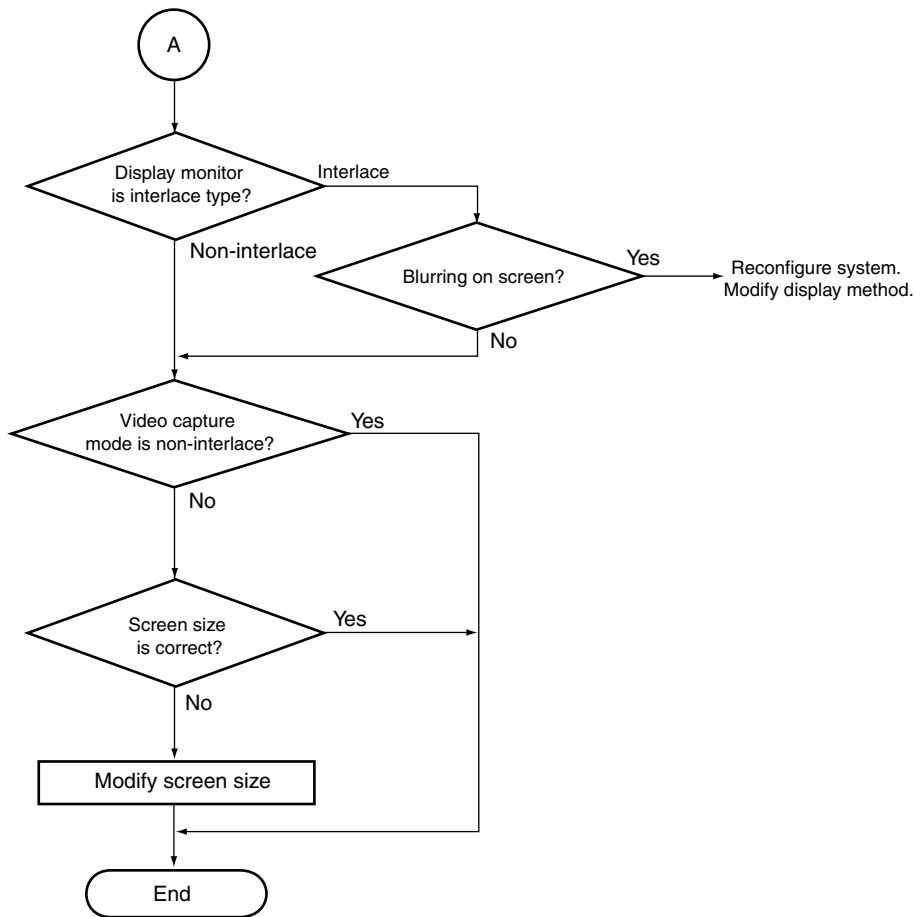 A
Display monitor
is interlace type?
Interlace
Non-interlace
Blurring on screen?
Yes
Reconfigure system.
Modify display method.
No
Video capture
mode is non-interlace?
Yes
No
Screen size
is correct?
Yes
No
Modify screen size
End